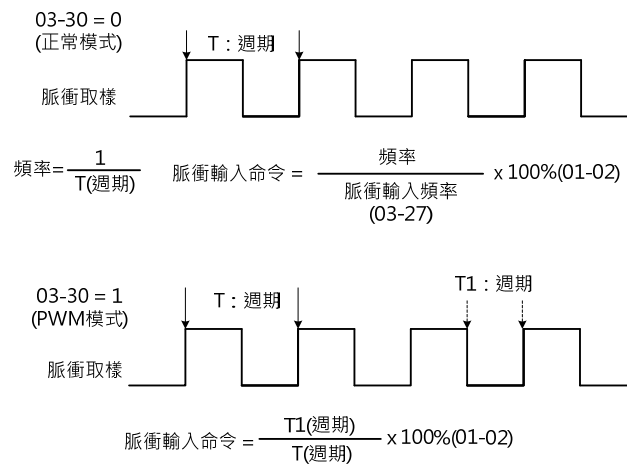 03-30 = 0
(正常模式)
T：週期
脈衝取樣
頻率= 1 / T(週期)
脈衝輸入命令 = 頻率 / 脈衝輸入頻率 (03-27) x 100%(01-02)
03-30 = 1
(PWM模式)
T：週期
T1：週期
脈衝取樣
脈衝輸入命令 = T1(週期) / T(週期) x 100%(01-02)